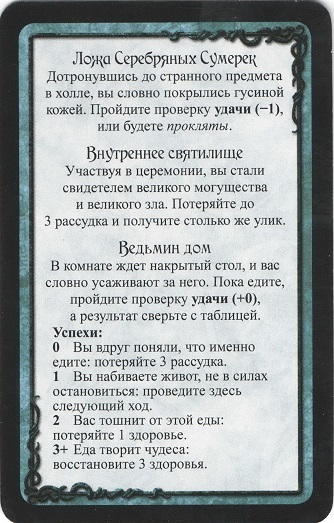 Ложа Серебряных Сумерек
Дотронувшись до странного предмета
в холле, вы словно покрылись гусиной
кожей. Пройдите проверку удачи (−1),
или будете прокляты.
Внутреннее святилище
Участвуя в церемонии, вы стали
свидетелем великого могущества
и великого зла. Потеряйте до
3 рассудка и получите столько же улик.
Ведьмин дом
В комнате ждет накрытый стол, и вас
словно усаживают за него. Пока едите,
пройдите проверку удачи (+0),
а результат сверьте с таблицей.
Успехи:
0 Вы вдруг поняли, что именно
едите: потеряйте 3 рассудка.
1 Вы набиваете живот, не в силах
остановиться: проведите здесь
следующий ход.
2 Вас тошнит от этой еды:
потеряйте 1 здоровье.
3+ Еда творит чудеса:
восстановите 3 здоровья.